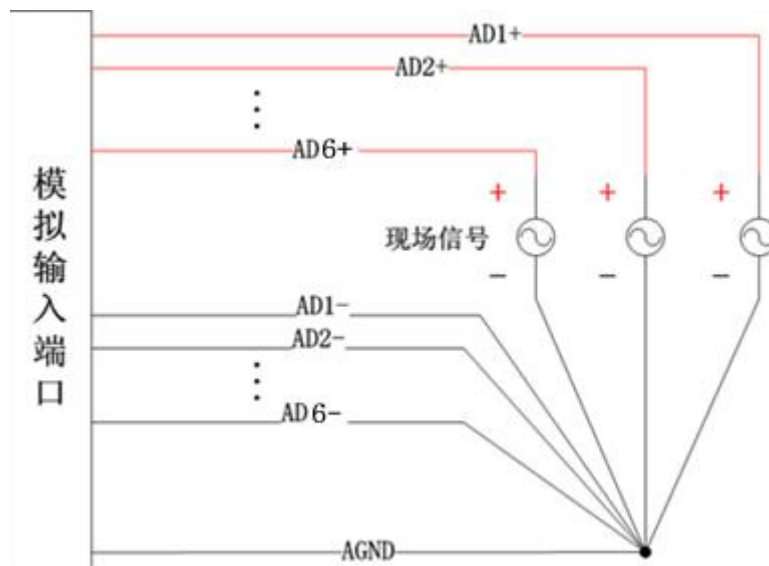 AD1+
AD2+
AD6+
模拟输入端口
+ + +
现场信号
− − −
AD1-
AD2-
AD6-
AGND